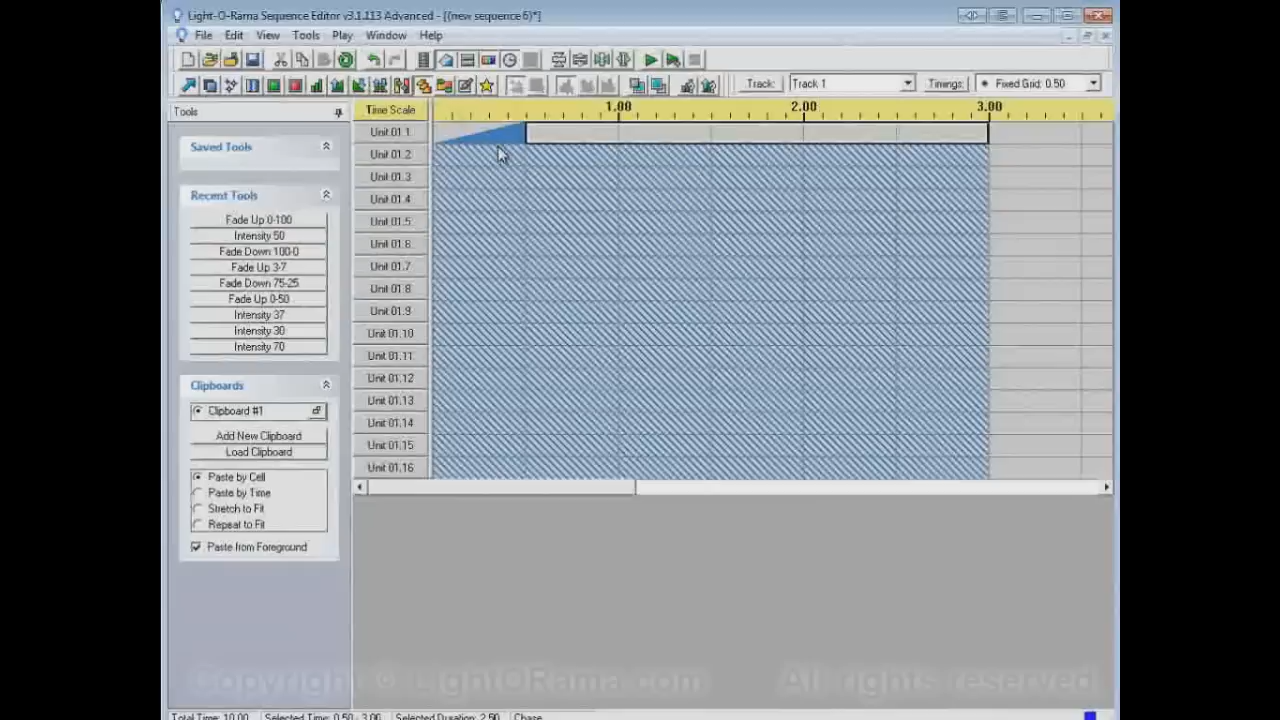 Light-O-Rama Sequence Editor v3.1.113 Advanced - [(new sequence 6)*]
File Edit View Tools Play Window Help
Track: Track 1 Timings: Fixed Grid: 0.50
Tools
Time Scale 1.00 2.00 3.00
Unit 01.1
Unit 01.2
Unit 01.3
Unit 01.4
Unit 01.5
Unit 01.6
Unit 01.7
Unit 01.8
Unit 01.9
Unit 01.10
Unit 01.11
Unit 01.12
Unit 01.13
Unit 01.14
Unit 01.15
Unit 01.16
Saved Tools
Recent Tools
Fade Up 0-100
Intensity 50
Fade Down 100-0
Fade Up 3-7
Fade Down 75-25
Fade Up 0-50
Intensity 37
Intensity 30
Intensity 70
Clipboards
Clipboard #1
Add New Clipboard
Load Clipboard
Paste by Cell
Paste by Time
Stretch to Fit
Repeat to Fit
Paste from Foreground
Copyright © LightORama.com All rights reserved
Total Time: 10.00 Selected Time: 0.50 - 3.00 Selected Duration: 2.50 Chase